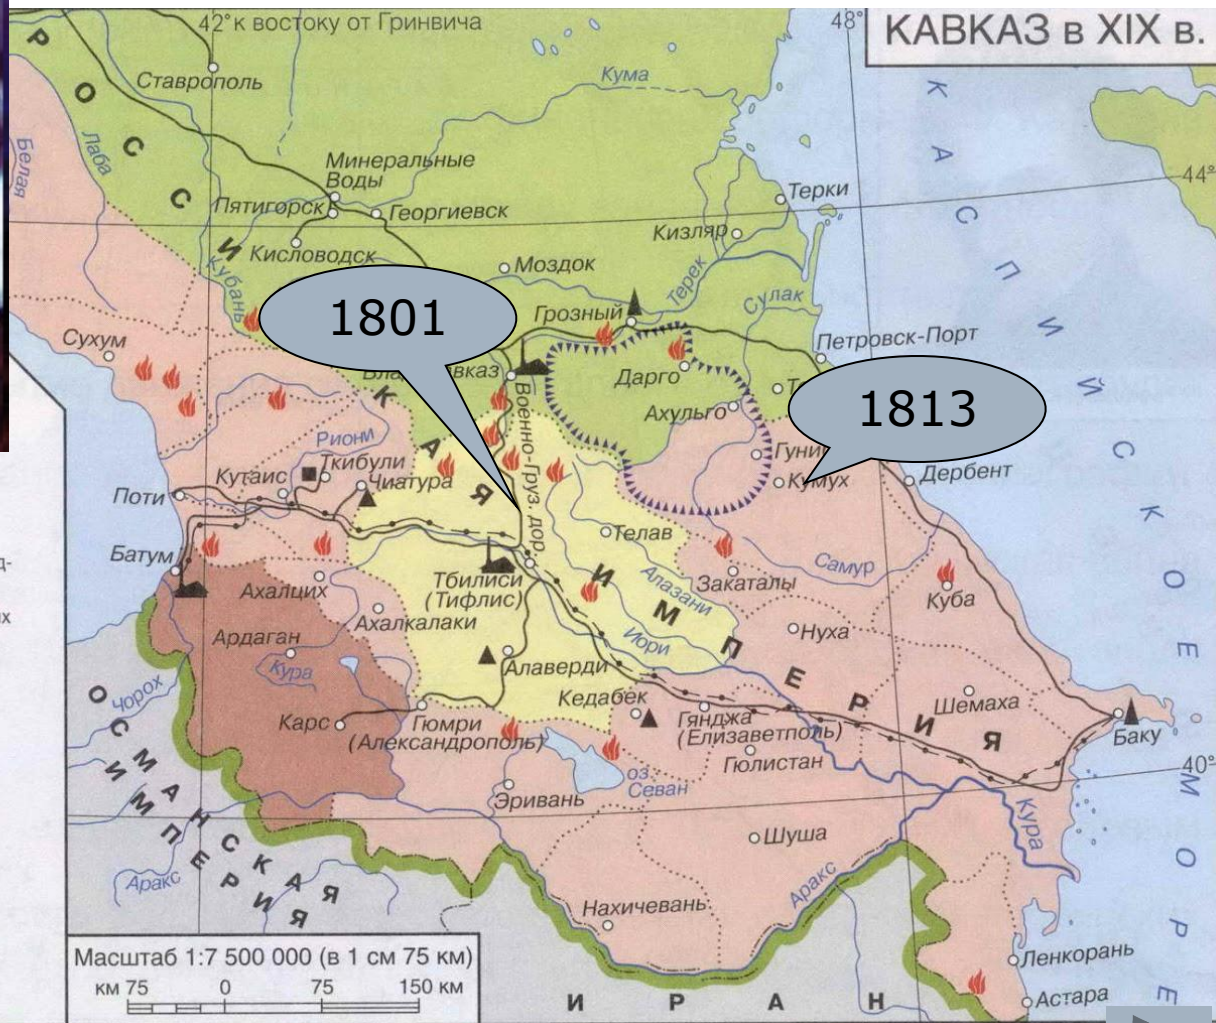 КАВКАЗ в XIX в.
42° к востоку от Гринвича
48°
44°
40°
РОССИЙСКАЯ ИМПЕРИЯ
КАСПИЙСКОЕ МОРЕ
ОСМАНСКАЯ
ИМПЕРИЯ
ИРАН
Ставрополь
Кума
Белая
Лаба
Минеральные
Воды
Пятигорск
Георгиевск
Кисловодск
Кубань
Терки
Кизляр
Моздок
Терек
Сулак
Грозный
1801
Петровск-Порт
Сухум
Дарго
Ахульго
1813
Военно-Груз. дор.
Риони
Ткибули
Кутаис
Чиатура
Кумух
Дербент
Поти
Телав
Батум
Тбилиси
(Тифлис)
Алазани
Закаталы
Самур
Куба
Ахалцих
Ахалкалаки
Ардаган
Кура
Иори
Нуха
Алаверди
Чорох
Кедабек
Шемаха
Карс
Гюмри
(Александрополь)
Гянджа
(Елизаветполь)
Баку
Гюлистан
оз.
Севан
Эривань
Кура
Шуша
Аракс
Аракс
Нахичевань
Ленкорань
Астара
Масштаб 1:7 500 000 (в 1 см 75 км)
км 75 0 75 150 км